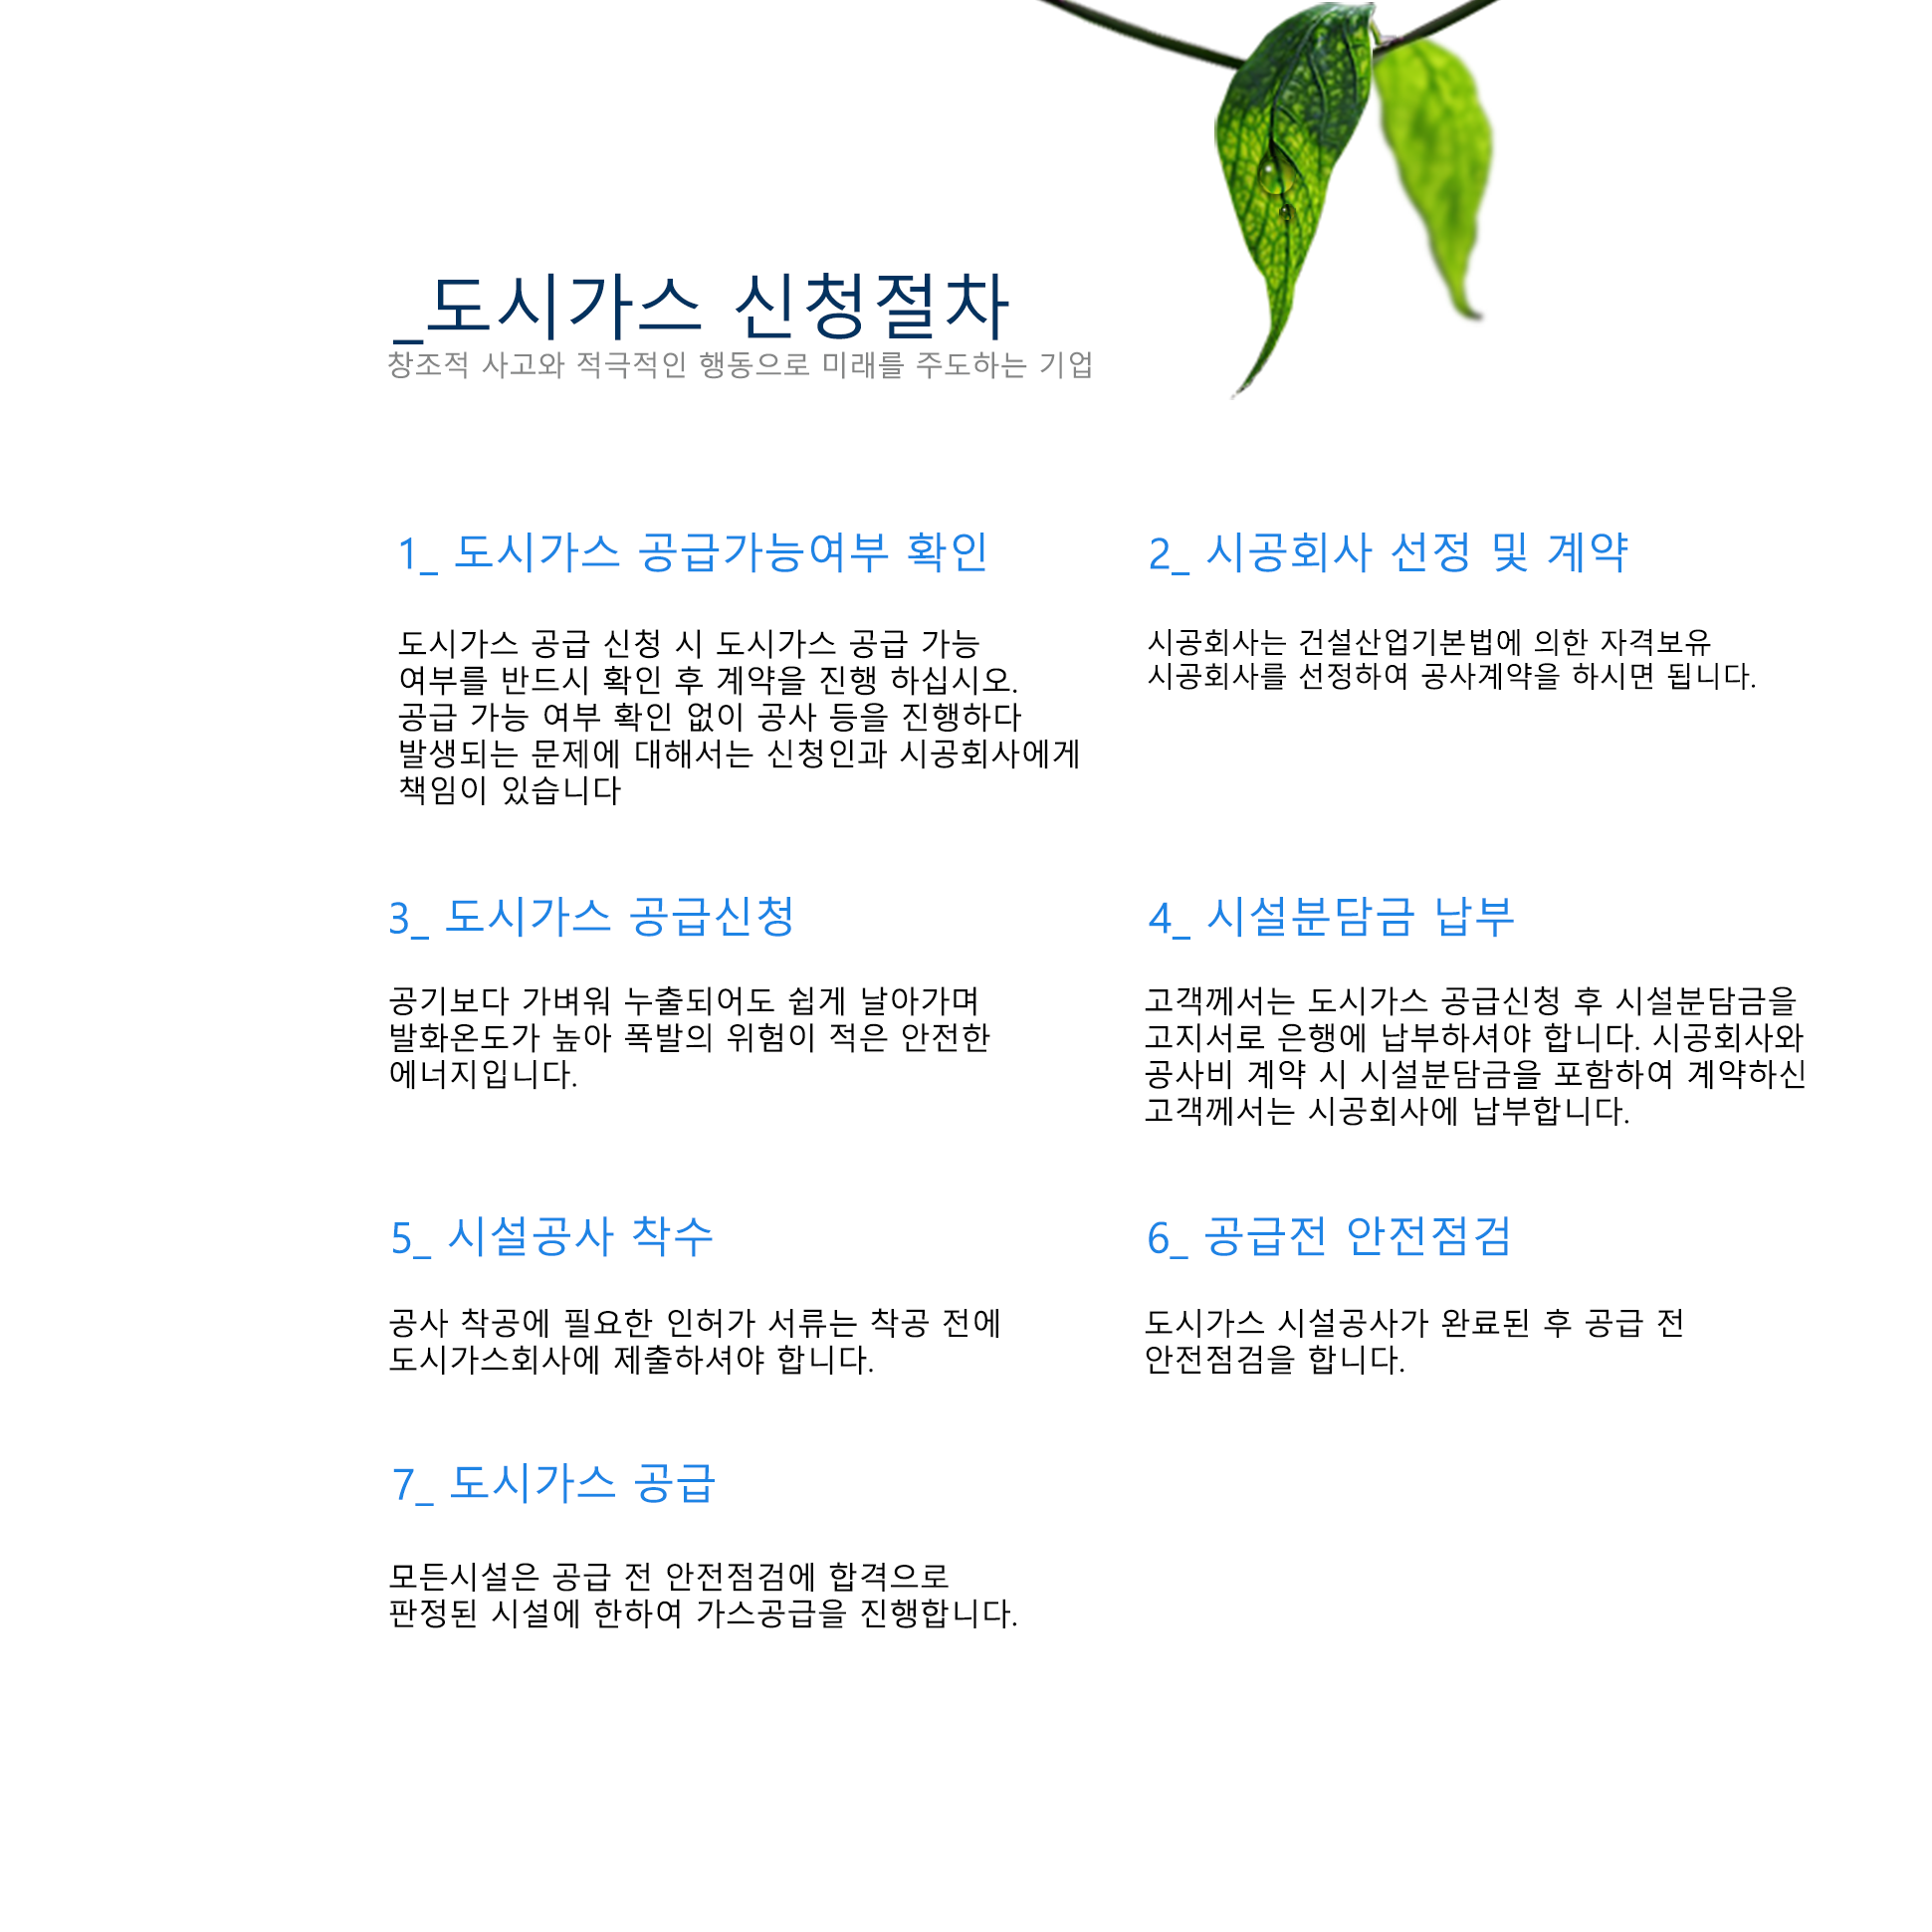 _도시가스 신청절차
창조적 사고와 적극적인 행동으로 미래를 주도하는 기업
1_ 도시가스 공급가능여부 확인
도시가스 공급 신청 시 도시가스 공급 가능
여부를 반드시 확인 후 계약을 진행 하십시오.
공급 가능 여부 확인 없이 공사 등을 진행하다
발생되는 문제에 대해서는 신청인과 시공회사에게
책임이 있습니다
2_ 시공회사 선정 및 계약
시공회사는 건설산업기본법에 의한 자격보유
시공회사를 선정하여 공사계약을 하시면 됩니다.
3_ 도시가스 공급신청
공기보다 가벼워 누출되어도 쉽게 날아가며
발화온도가 높아 폭발의 위험이 적은 안전한
에너지입니다.
4_ 시설분담금 납부
고객께서는 도시가스 공급신청 후 시설분담금을
고지서로 은행에 납부하셔야 합니다. 시공회사와
공사비 계약 시 시설분담금을 포함하여 계약하신
고객께서는 시공회사에 납부합니다.
5_ 시설공사 착수
공사 착공에 필요한 인허가 서류는 착공 전에
도시가스회사에 제출하셔야 합니다.
6_ 공급전 안전점검
도시가스 시설공사가 완료된 후 공급 전
안전점검을 합니다.
7_ 도시가스 공급
모든시설은 공급 전 안전점검에 합격으로
판정된 시설에 한하여 가스공급을 진행합니다.